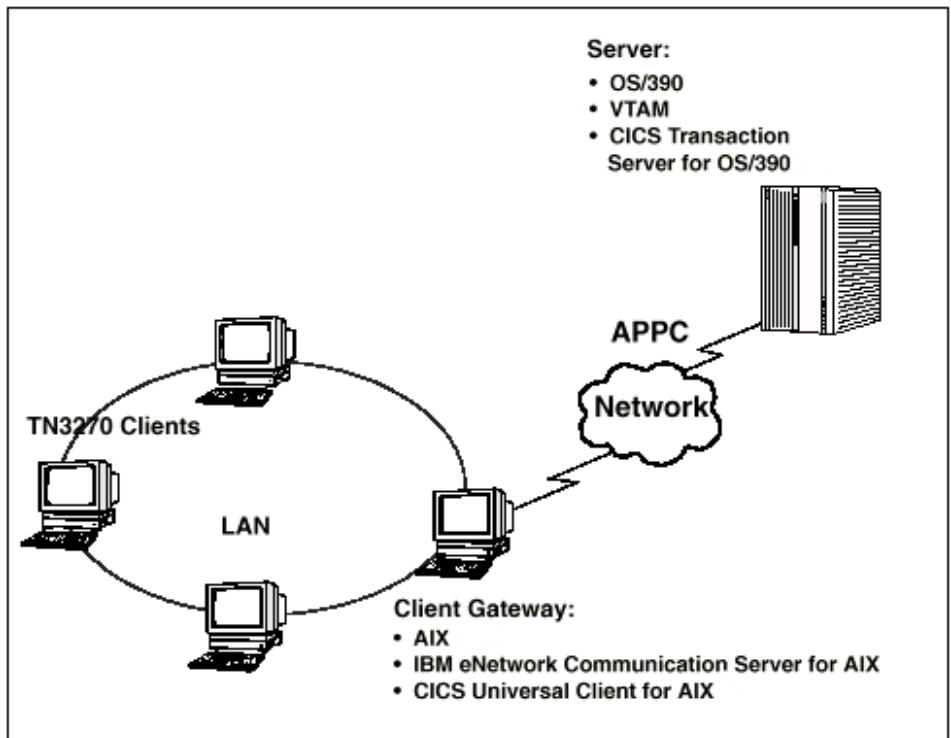 Server:
• OS/390
• VTAM
• CICS Transaction
Server for OS/390
APPC
Network
TN3270 Clients
LAN
Client Gateway:
• AIX
• IBM eNetwork Communication Server for AIX
• CICS Universal Client for AIX